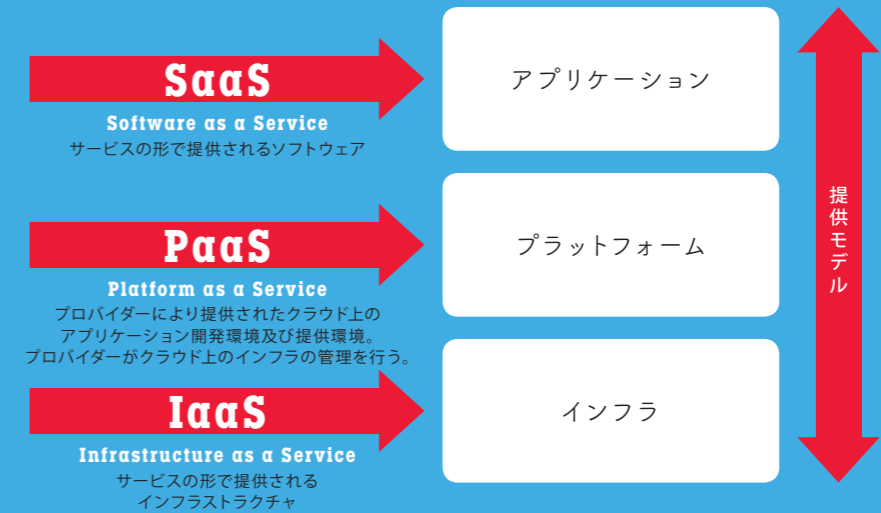 SaaS
Software as a Service
サービスの形で提供されるソフトウェア
アプリケーション
PaaS
Platform as a Service
プロバイダーにより提供されたクラウド上の
アプリケーション開発環境及び提供環境。
プロバイダーがクラウド上のインフラの管理を行う。
プラットフォーム
IaaS
Infrastructure as a Service
サービスの形で提供される
インフラストラクチャ
インフラ
提供モデル